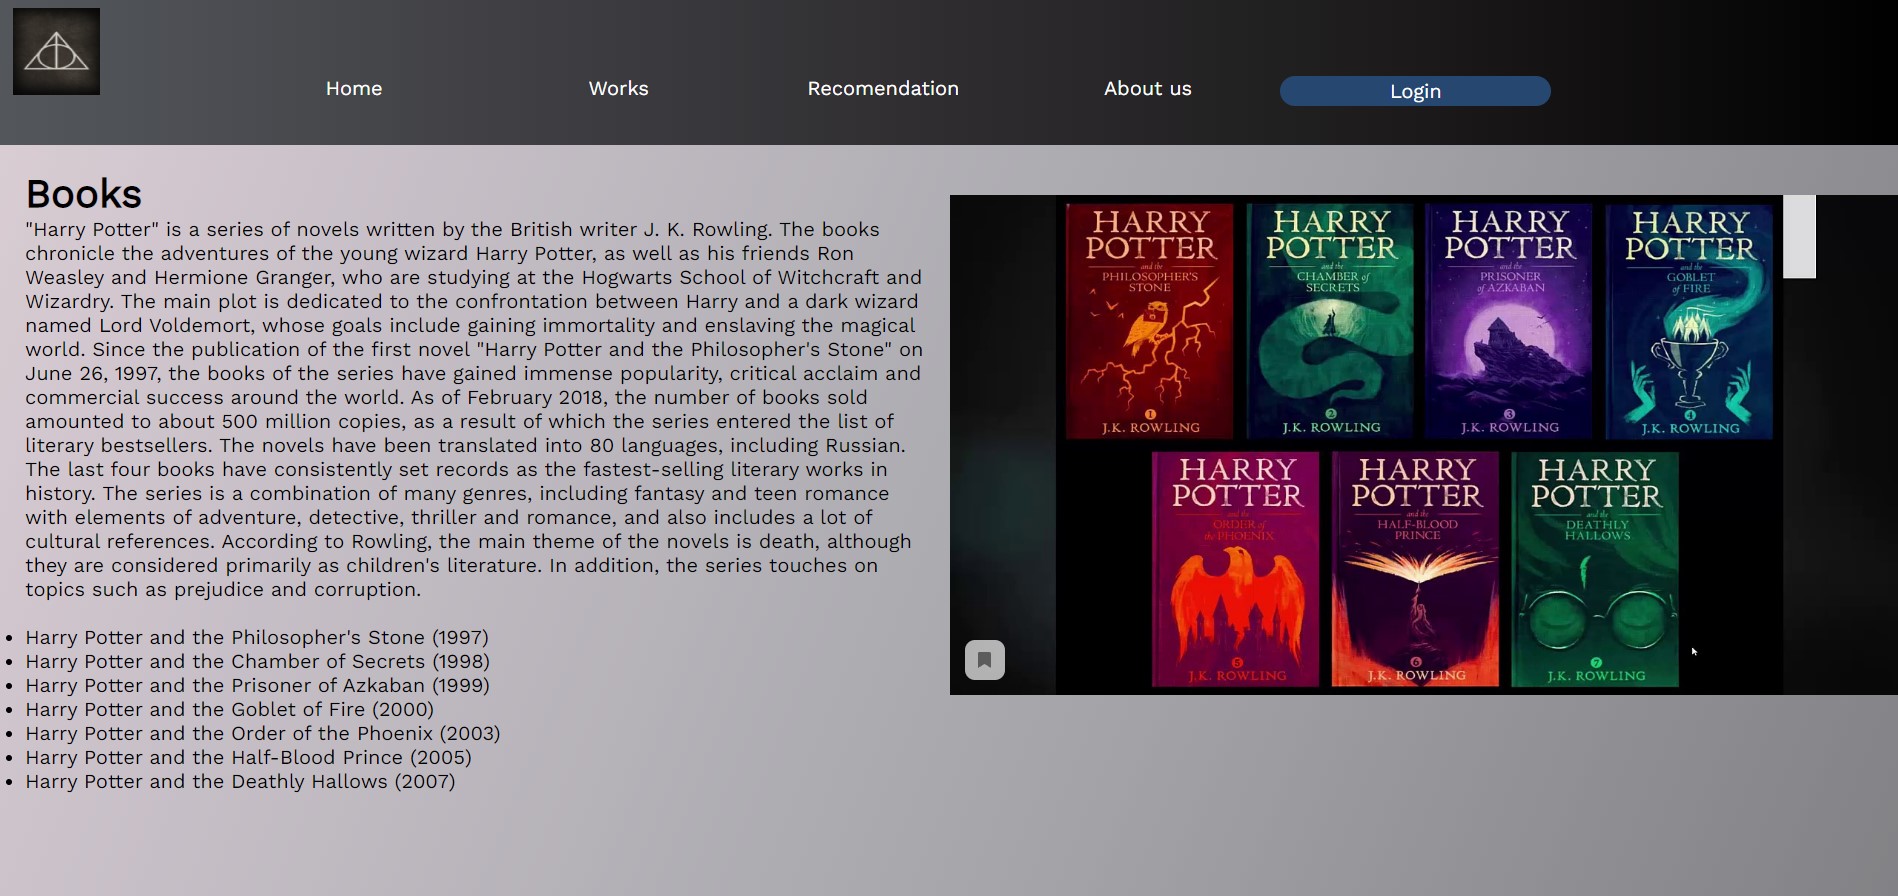 Home
Works
Recomendation
About us
Login
Books
"Harry Potter" is a series of novels written by the British writer J. K. Rowling. The books
chronicle the adventures of the young wizard Harry Potter, as well as his friends Ron
Weasley and Hermione Granger, who are studying at the Hogwarts School of Witchcraft and
Wizardry. The main plot is dedicated to the confrontation between Harry and a dark wizard
named Lord Voldemort, whose goals include gaining immortality and enslaving the magical
world. Since the publication of the first novel "Harry Potter and the Philosopher's Stone" on
June 26, 1997, the books of the series have gained immense popularity, critical acclaim and
commercial success around the world. As of February 2018, the number of books sold
amounted to about 500 million copies, as a result of which the series entered the list of
literary bestsellers. The novels have been translated into 80 languages, including Russian.
The last four books have consistently set records as the fastest-selling literary works in
history. The series is a combination of many genres, including fantasy and teen romance
with elements of adventure, detective, thriller and romance, and also includes a lot of
cultural references. According to Rowling, the main theme of the novels is death, although
they are considered primarily as children's literature. In addition, the series touches on
topics such as prejudice and corruption.
Harry Potter and the Philosopher's Stone (1997)
Harry Potter and the Chamber of Secrets (1998)
Harry Potter and the Prisoner of Azkaban (1999)
Harry Potter and the Goblet of Fire (2000)
Harry Potter and the Order of the Phoenix (2003)
Harry Potter and the Half-Blood Prince (2005)
Harry Potter and the Deathly Hallows (2007)
HARRY
POTTER
and the
PHILOSOPHER'S
STONE
1
J.K. ROWLING
HARRY
POTTER
and the
CHAMBER of
SECRETS
2
J.K. ROWLING
HARRY
POTTER
and the
PRISONER
of AZKABAN
3
J.K. ROWLING
HARRY
POTTER
and the
GOBLET
of FIRE
4
J.K. ROWLING
HARRY
POTTER
and the
ORDER of
the PHOENIX
5
J.K. ROWLING
HARRY
POTTER
and the
HALF-BLOOD
PRINCE
6
J.K. ROWLING
HARRY
POTTER
and the
DEATHLY
HALLOWS
7
J.K. ROWLING